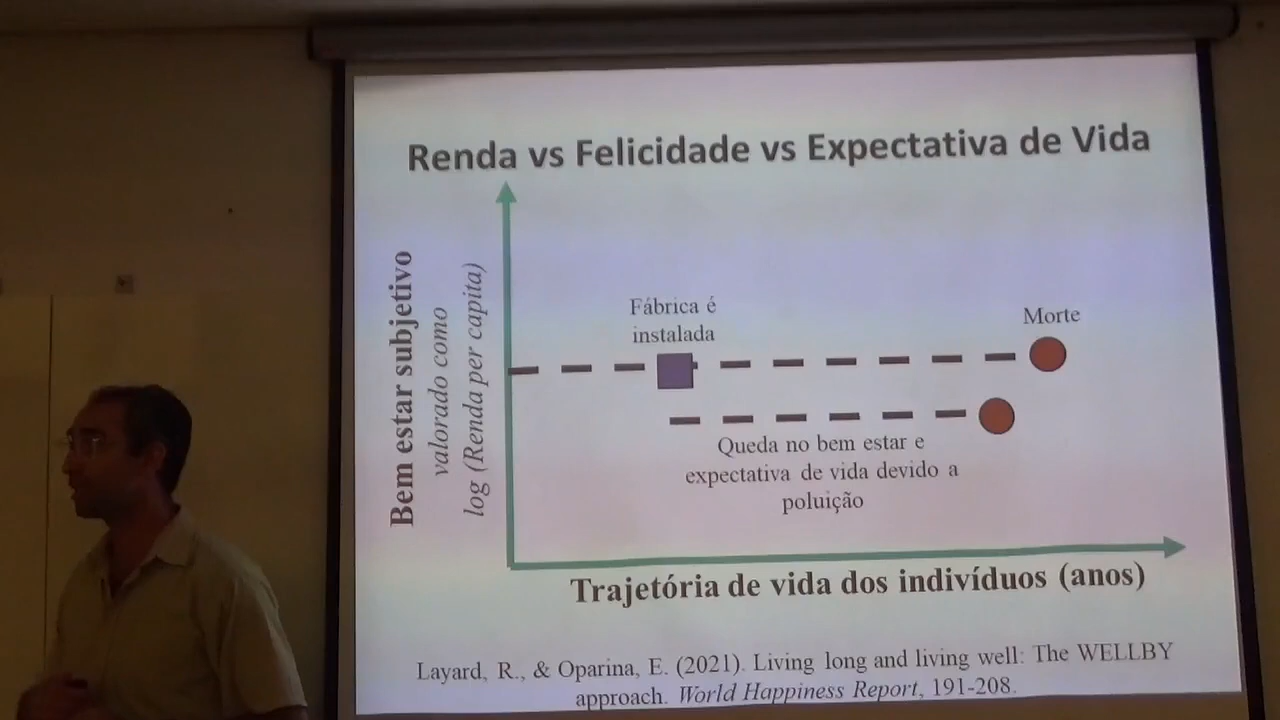 Renda vs Felicidade vs Expectativa de Vida
Bem estar subjetivo
valorado como
log (Renda per capita)
Fábrica é
instalada
Morte
Queda no bem estar e
expectativa de vida devido a
poluição
Trajetória de vida dos indivíduos (anos)
Layard, R., & Oparina, E. (2021). Living long and living well: The WELLBY
approach. World Happiness Report, 191-208.